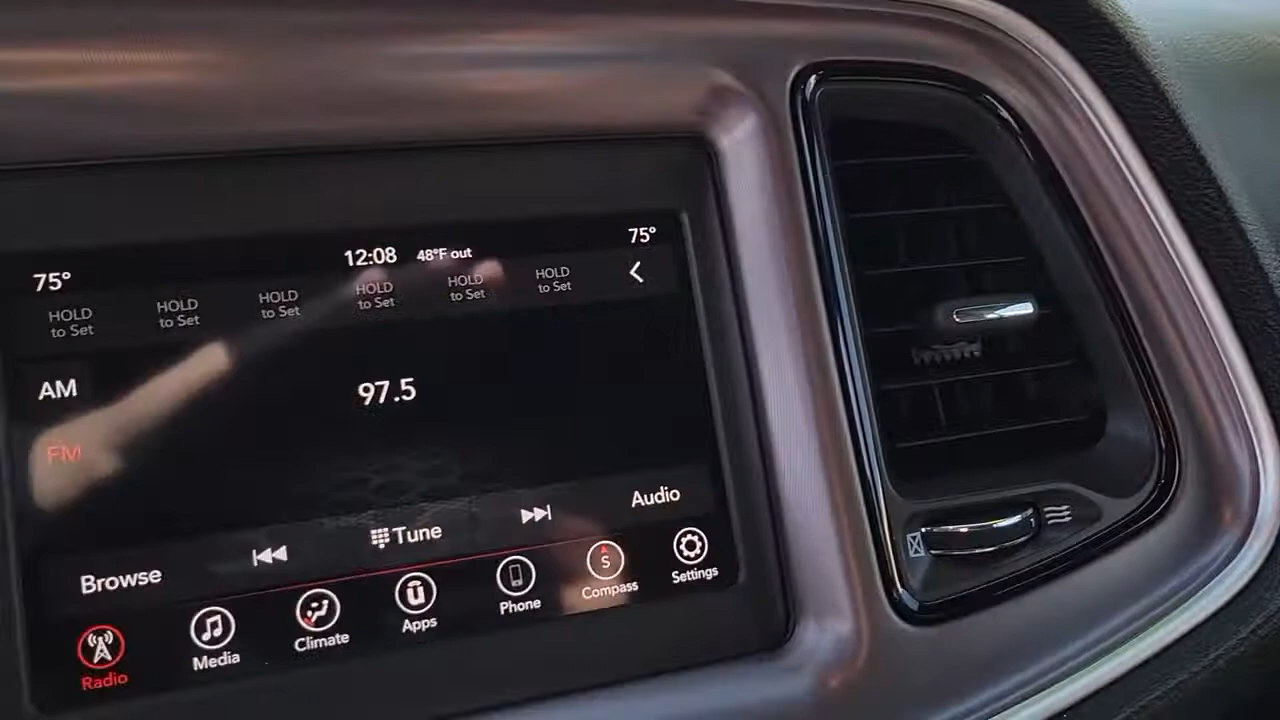 75°
12:08 48°F out
75°
HOLD to Set
HOLD to Set
HOLD to Set
HOLD to Set
HOLD to Set
HOLD to Set
AM
97.5
FM
Browse
Tune
Audio
Radio
Media
Climate
Apps
Phone
S
Compass
Settings